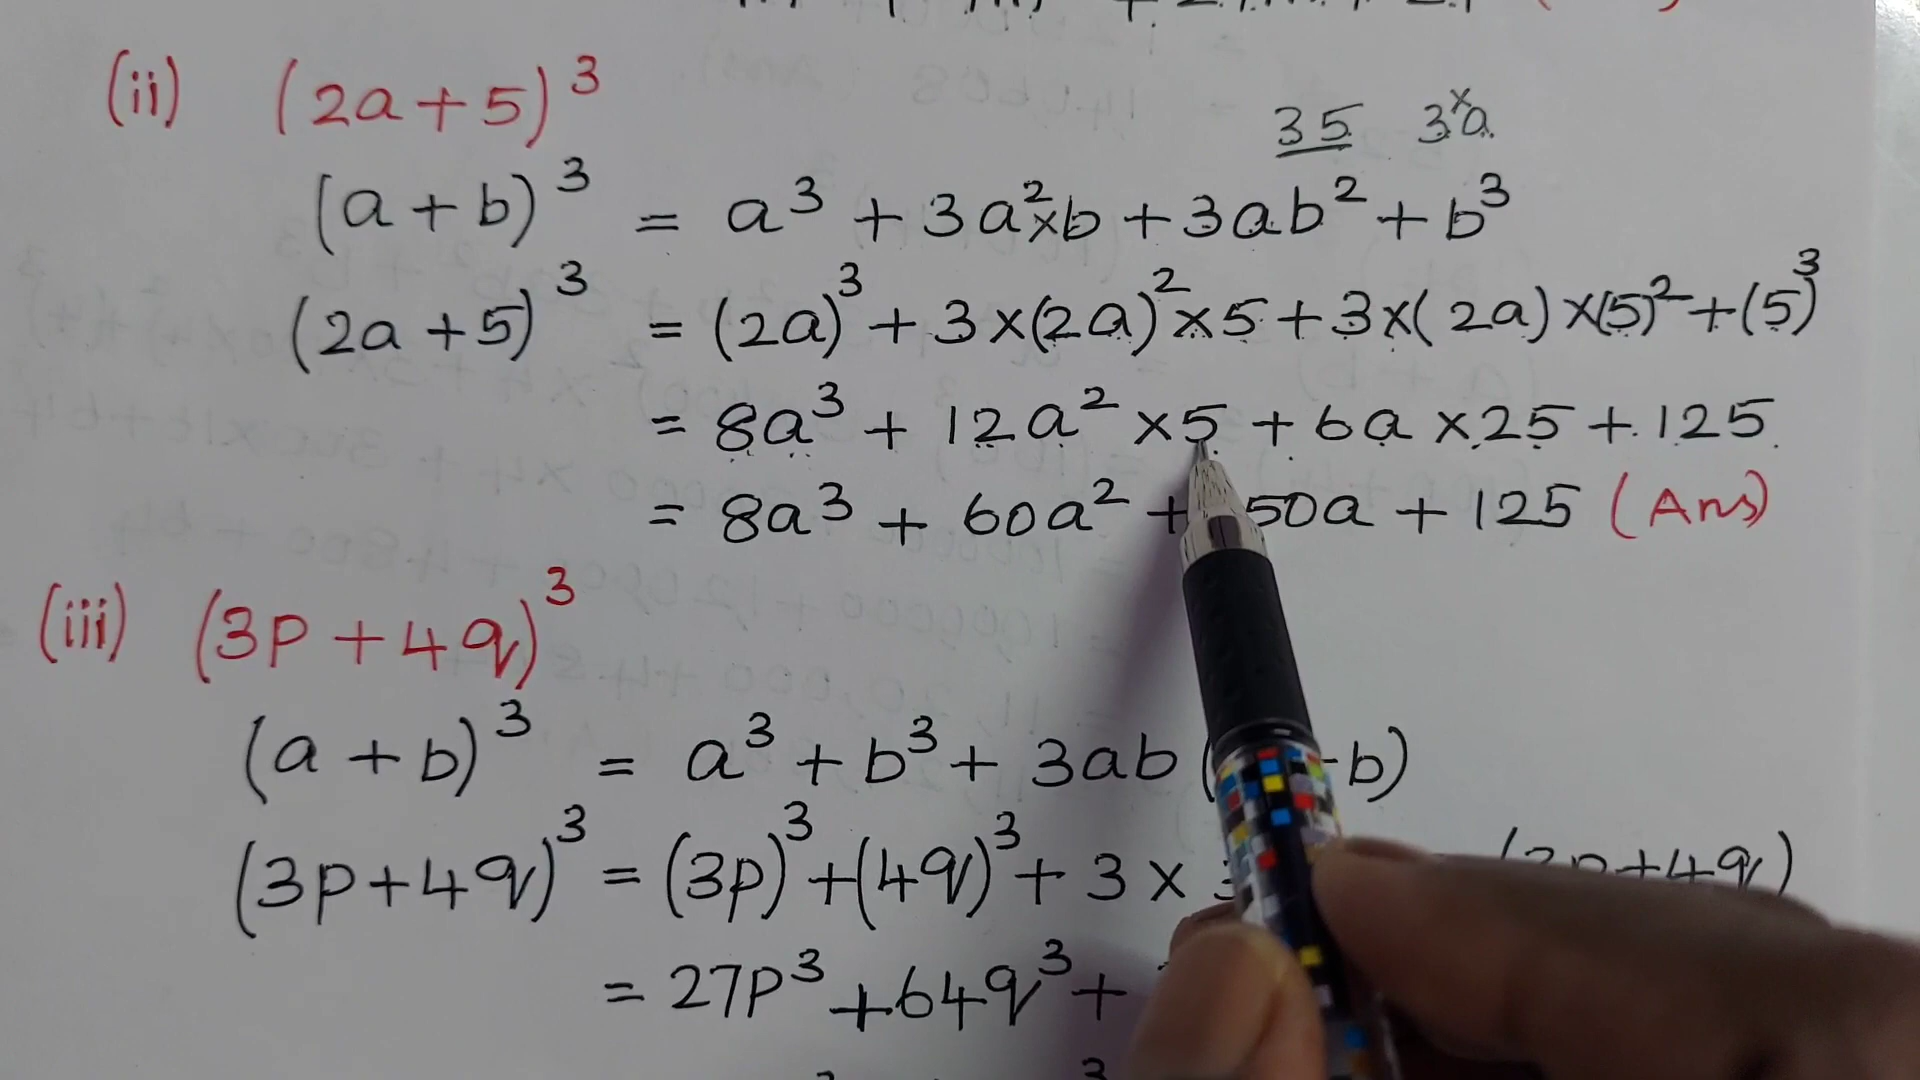 (ii) (2a+5)³
35 3×a
(a+b)³ = a³ + 3a²×b + 3ab² + b³
(2a+5)³ = (2a)³ + 3×(2a)²×5 + 3×(2a)×(5)² + (5)³
= 8a³ + 12a² ×5 + 6a ×25 + 125
= 8a³ + 60a² + 50a + 125 (Ans)
(iii) (3p+4q)³
(a+b)³ = a³ + b³ + 3ab( -b)
(3p+4q)³ = (3p)³ + (4q)³ + 3 × (3p+4q)
= 27p³ + 64q³ +